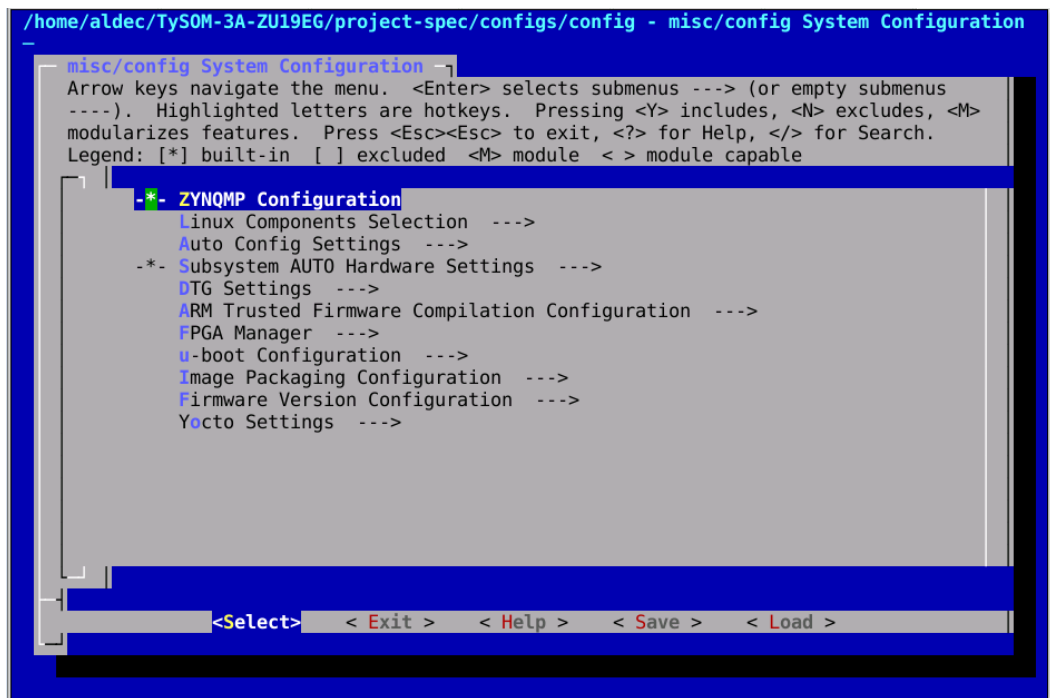 /home/aldec/TySOM-3A-ZU19EG/project-spec/configs/config - misc/config System Configuration
misc/config System Configuration
Arrow keys navigate the menu.  <Enter> selects submenus ---> (or empty submenus
----).  Highlighted letters are hotkeys.  Pressing <Y> includes, <N> excludes, <M>
modularizes features.  Press <Esc><Esc> to exit, <?> for Help, </> for Search.
Legend: [*] built-in  [ ] excluded  <M> module  < > module capable
-*- ZYNQMP Configuration
Linux Components Selection  --->
Auto Config Settings  --->
-*- Subsystem AUTO Hardware Settings  --->
DTG Settings  --->
ARM Trusted Firmware Compilation Configuration  --->
FPGA Manager  --->
u-boot Configuration  --->
Image Packaging Configuration  --->
Firmware Version Configuration  --->
Yocto Settings  --->
<Select>    < Exit >    < Help >    < Save >    < Load >